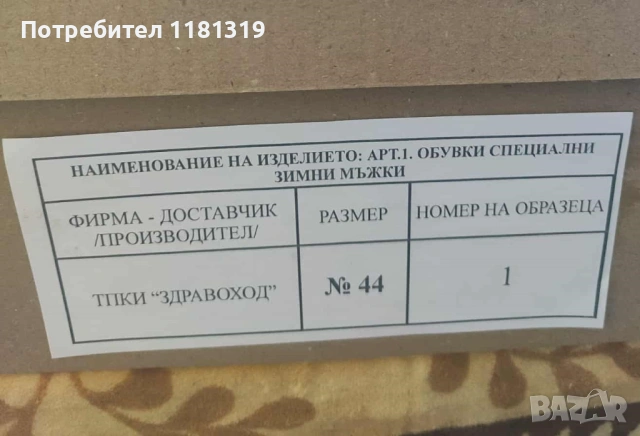 Потребител 1181319
НАИМЕНОВАНИЕ НА ИЗДЕЛИЕТО: АРТ.1. ОБУВКИ СПЕЦИАЛНИ
ЗИМНИ МЪЖКИ
ФИРМА - ДОСТАВЧИК
/ПРОИЗВОДИТЕЛ/
РАЗМЕР
НОМЕР НА ОБРАЗЕЦА
ТПКИ “ЗДРАВОХОД”
№ 44
1
BAZAR